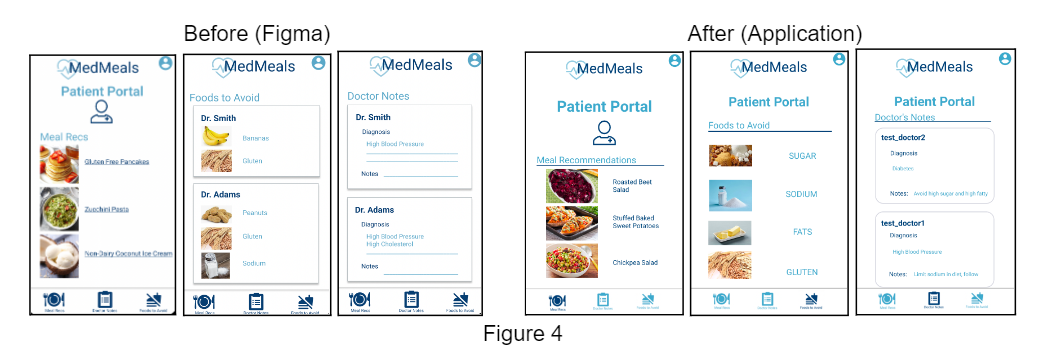 Before (Figma)
After (Application)
MedMeals
Patient Portal
Meal Recs
Gluten Free Pancakes
Zucchini Pasta
Non-Dairy Coconut Ice Cream
Meal Recs
Doctor Notes
Foods to Avoid
MedMeals
Foods to Avoid
Dr. Smith
Bananas
Gluten
Dr. Adams
Peanuts
Gluten
Sodium
Meal Recs
Doctor Notes
Foods to Avoid
MedMeals
Doctor Notes
Dr. Smith
Diagnosis
High Blood Pressure
Notes
Dr. Adams
Diagnosis
High Blood Pressure
High Cholesterol
Notes
Meal Recs
Doctor Notes
Foods to Avoid
MedMeals
Patient Portal
Meal Recommendations
Roasted Beet
Salad
Stuffed Baked
Sweet Potatoes
Chickpea Salad
Meal Recs
Doctor Notes
Foods to Avoid
MedMeals
Patient Portal
Foods to Avoid
SUGAR
SODIUM
FATS
GLUTEN
Meal Recs
Doctor Notes
Foods to Avoid
MedMeals
Patient Portal
Doctor's Notes
test_doctor2
Diagnosis
Diabetes
Notes: Avoid high sugar and high fatty
test_doctor1
Diagnosis
High Blood Pressure
Notes: Limit sodium in diet, follow
Meal Recs
Doctor Notes
Foods to Avoid
Figure 4